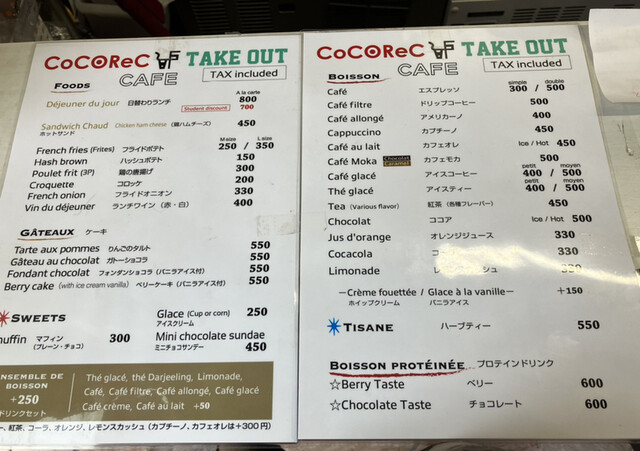 CoCOReC CAFE TAKE OUT
TAX included
FOODS
A la carte
Déjeuner du jour 日替わりランチ 800
Student discount 700
Sandwich Chaud Chicken ham cheese (鶏ハムチーズ) 450
ホットサンド
M size L size
French fries (Frites) フライドポテト 250 / 350
Hash brown ハッシュポテト 150
Poulet frit (3P) 鶏の唐揚げ 300
Croquette コロッケ 200
French onion フライドオニオン 330
Vin du déjeuner ランチワイン (赤・白) 400
GÂTEAUX ケーキ
Tarte aux pommes りんごのタルト 550
Gâteau au chocolat ガトーショコラ 550
Fondant chocolat フォンダンショコラ (バニラアイス付) 550
Berry cake (with ice cream vanilla) ベリーケーキ (バニラアイス付) 550
SWEETS
muffin マフィン 300
(プレーン・チョコ)
Glace (Cup or corn) 250
アイスクリーム
Mini chocolate sundae
ミニチョコサンデー 450
ENSEMBLE DE BOISSON
+250
ドリンクセット
Thé glacé, thé Darjeeling, Limonade,
Café, Café filtre, Café allongé, Café glacé
Café crème, Café au lait +50
ー、紅茶、コーラ、オレンジ、レモンスカッシュ (カプチーノ、カフェオレは+300円)
CoCOReC CAFE TAKE OUT
TAX included
BOISSON
simple double
Café エスプレッソ 300 / 500
Café filtre ドリップコーヒー 500
Café allongé アメリカーノ 400
Cappuccino カプチーノ 450
Café au lait カフェオレ Ice / Hot 450
Café Moka Chocolat Caramel カフェモカ 500
petit moyen
Café glacé アイスコーヒー 400 / 500
petit moyen
Thé glacé アイスティー 400 / 500
Tea (Various flavor) 紅茶 (各種フレーバー) 450
Chocolat ココア Ice / Hot 500
Jus d'orange オレンジジュース 330
Cocacola コーラ 330
Limonade シュ 330
ーCrème fouettée / Glace à la vanilleー +150
ホイップクリーム バニラアイス
TISANE ハーブティー 550
BOISSON PROTÉINÉE プロテインドリンク
☆Berry Taste ベリー 600
☆Chocolate Taste チョコレート 600